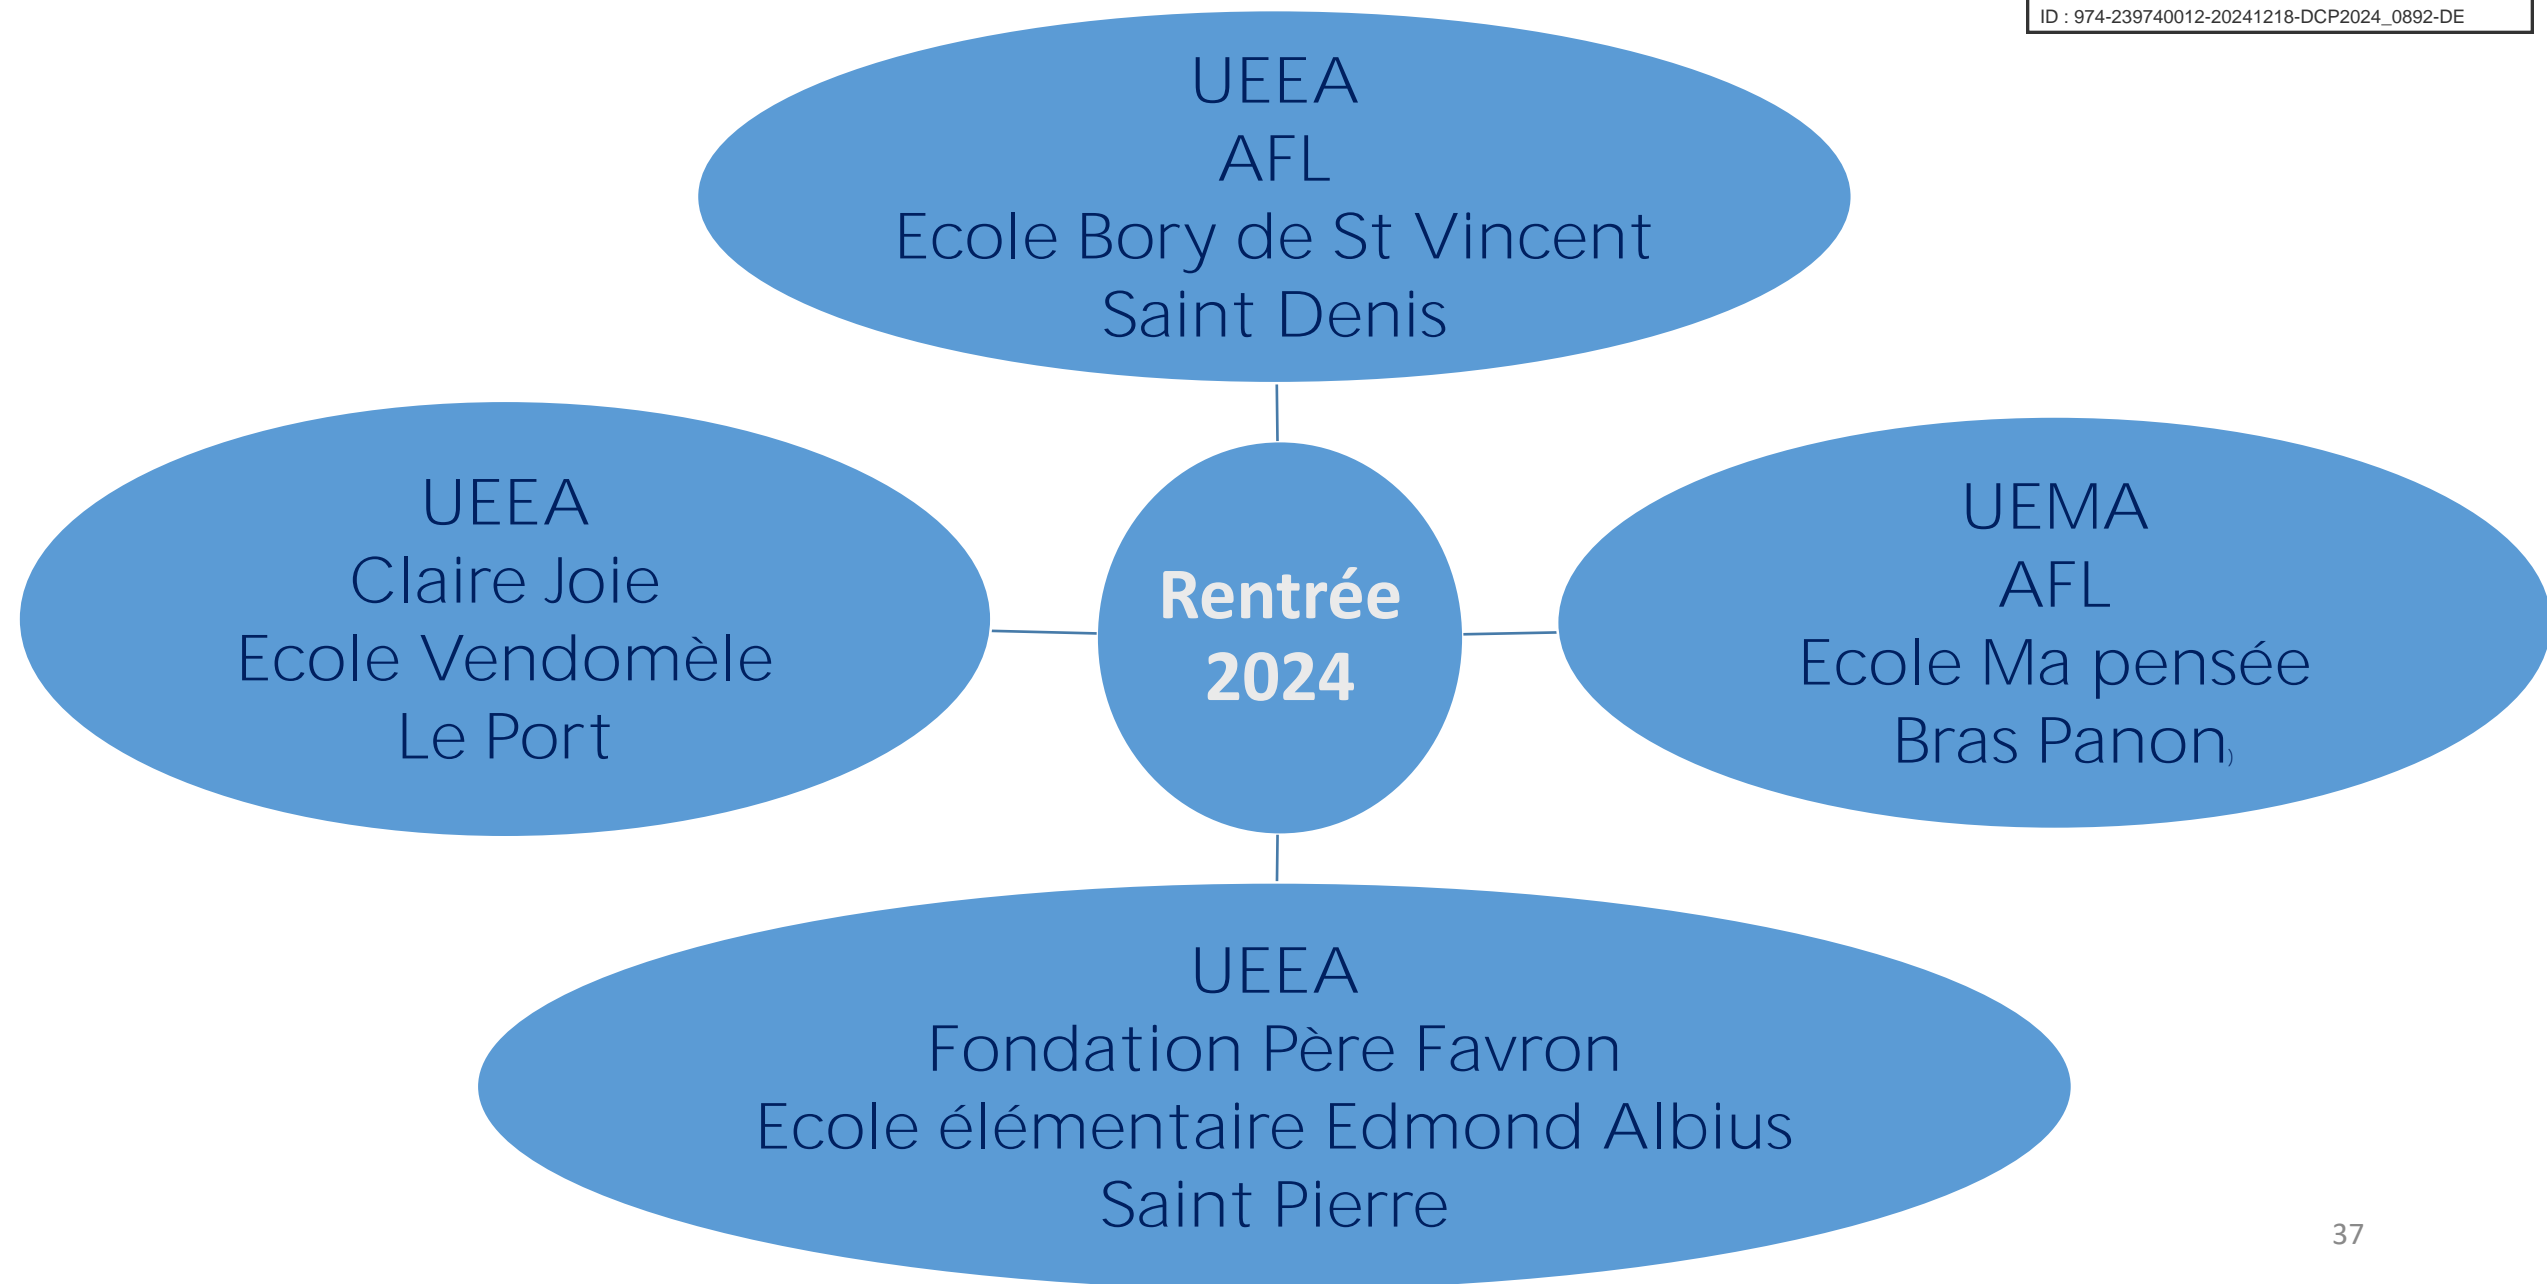 ID : 974-239740012-20241218-DCP2024_0892-DE
UEEA
AFL
Ecole Bory de St Vincent
Saint Denis
UEEA
Claire Joie
Ecole Vendomèle
Le Port
Rentrée
2024
UEMA
AFL
Ecole Ma pensée
Bras Panon)
UEEA
Fondation Père Favron
Ecole élémentaire Edmond Albius
Saint Pierre
37